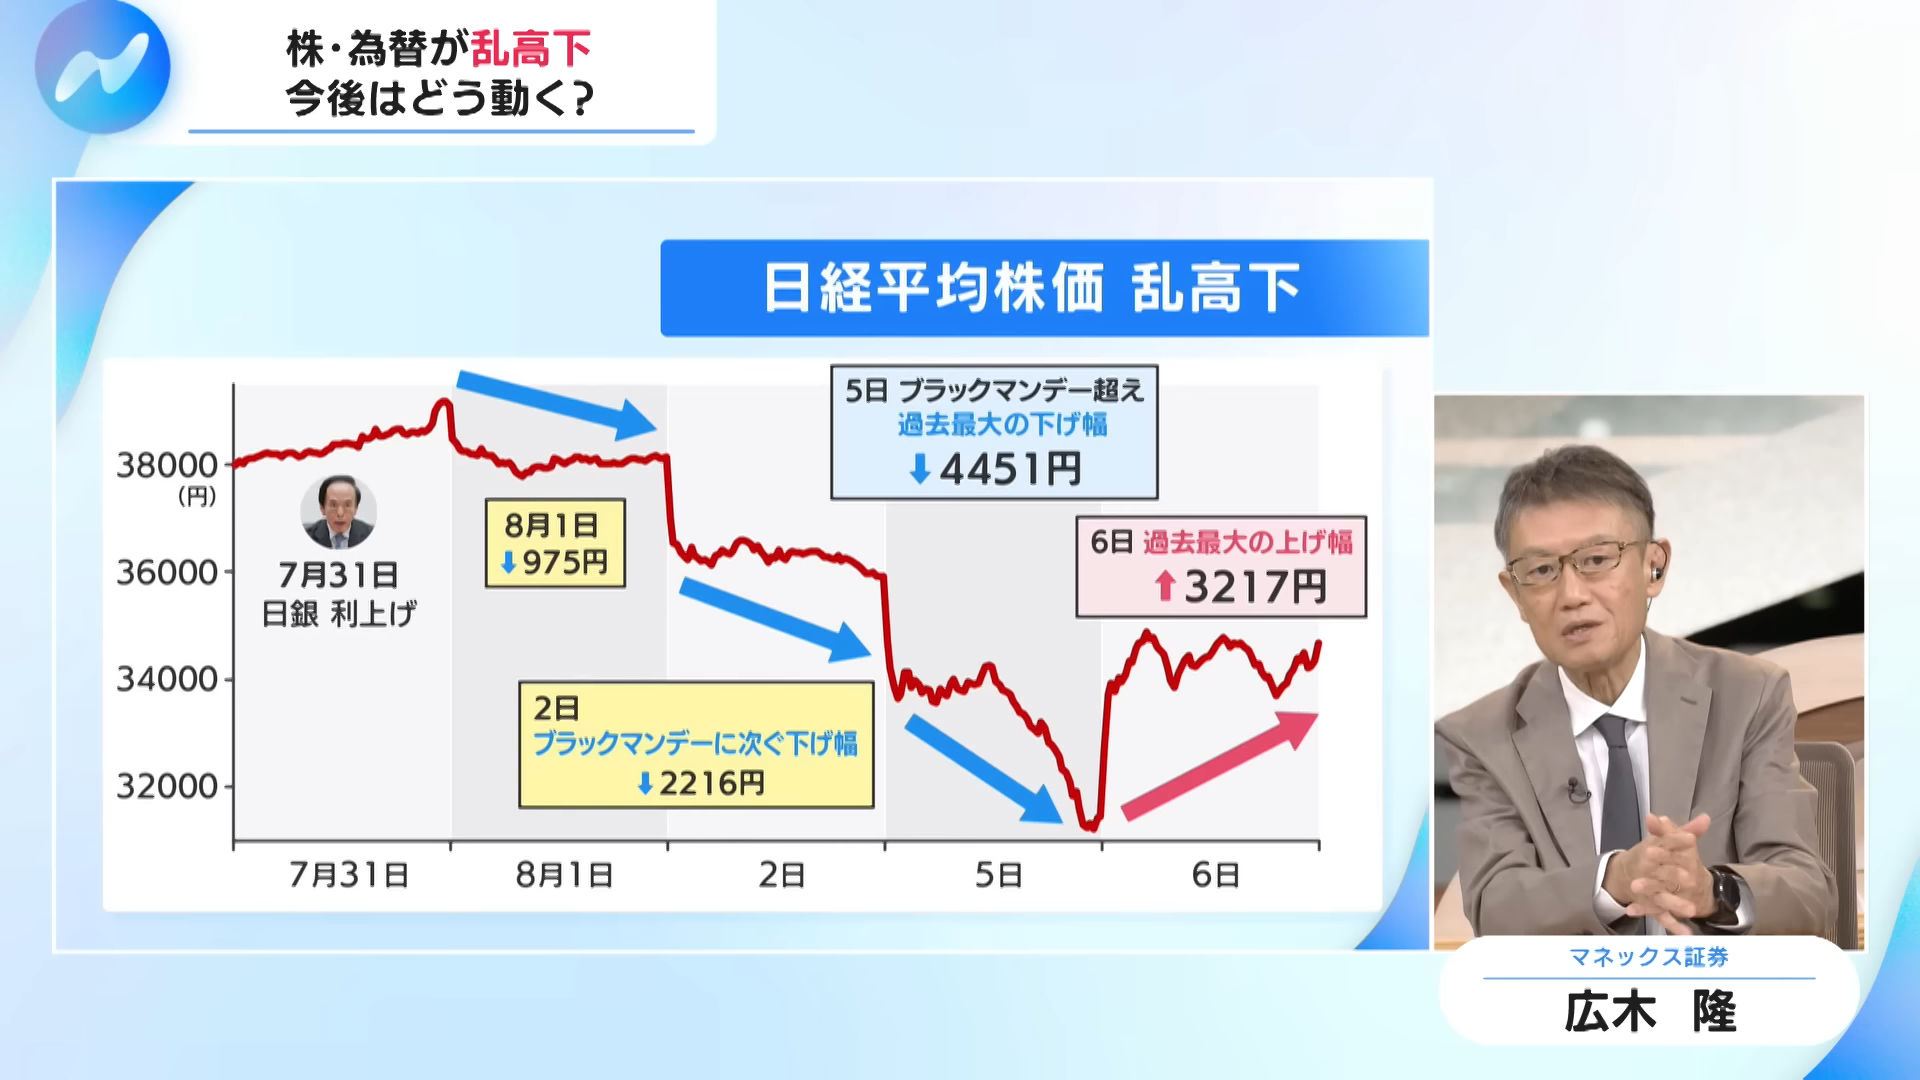 株・為替が乱高下
今後はどう動く?
日経平均株価 乱高下
38000
(円)
36000
34000
32000
7月31日
日銀 利上げ
8月1日
↓975円
2日
ブラックマンデーに次ぐ下げ幅
↓2216円
5日 ブラックマンデー超え
過去最大の下げ幅
↓4451円
6日 過去最大の上げ幅
↑3217円
7月31日
8月1日
2日
5日
6日
マネックス証券
広木 隆